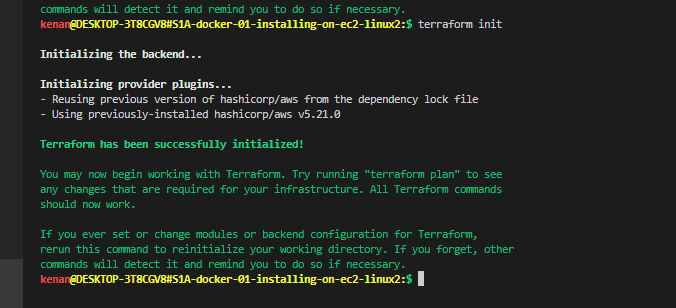 commands will detect it and remind you to do so if necessary.
kenan@DESKTOP-3T8CGV8#S1A-docker-01-installing-on-ec2-linux2:$ terraform init
Initializing the backend...
Initializing provider plugins...
- Reusing previous version of hashicorp/aws from the dependency lock file
- Using previously-installed hashicorp/aws v5.21.0
Terraform has been successfully initialized!
You may now begin working with Terraform. Try running "terraform plan" to see
any changes that are required for your infrastructure. All Terraform commands
should now work.
If you ever set or change modules or backend configuration for Terraform,
rerun this command to reinitialize your working directory. If you forget, other
commands will detect it and remind you to do so if necessary.
kenan@DESKTOP-3T8CGV8#S1A-docker-01-installing-on-ec2-linux2:$